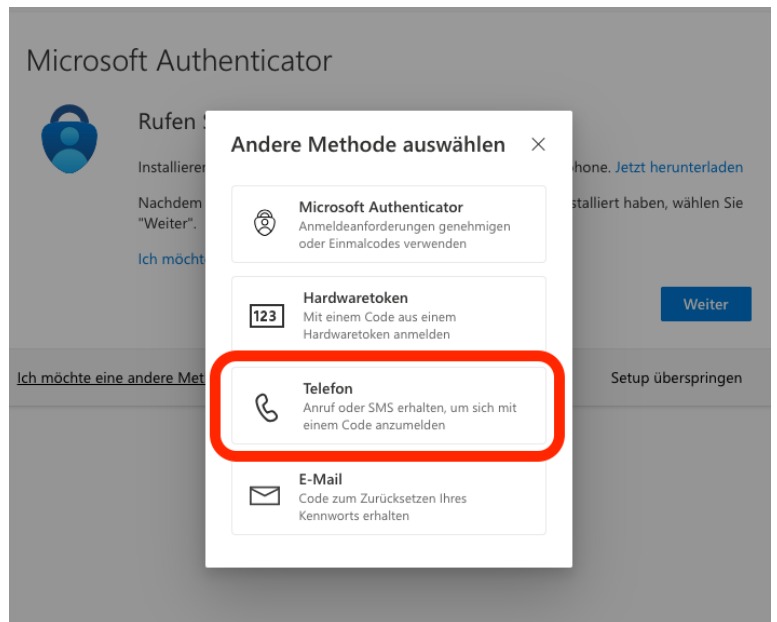 Microsoft Authenticator
Rufen
Andere Methode auswählen
Installieren
hone. Jetzt herunterladen
Nachdem
stalliert haben, wählen Sie
"Weiter".
Ich möcht
Microsoft Authenticator
Anmeldeanforderungen genehmigen
oder Einmalcodes verwenden
Hardwaretoken
123
Mit einem Code aus einem
Hardwaretoken anmelden
Weiter
Ich möchte eine andere Met
Setup überspringen
Telefon
Anruf oder SMS erhalten, um sich mit
einem Code anzumelden
E-Mail
Code zum Zurücksetzen Ihres
Kennworts erhalten